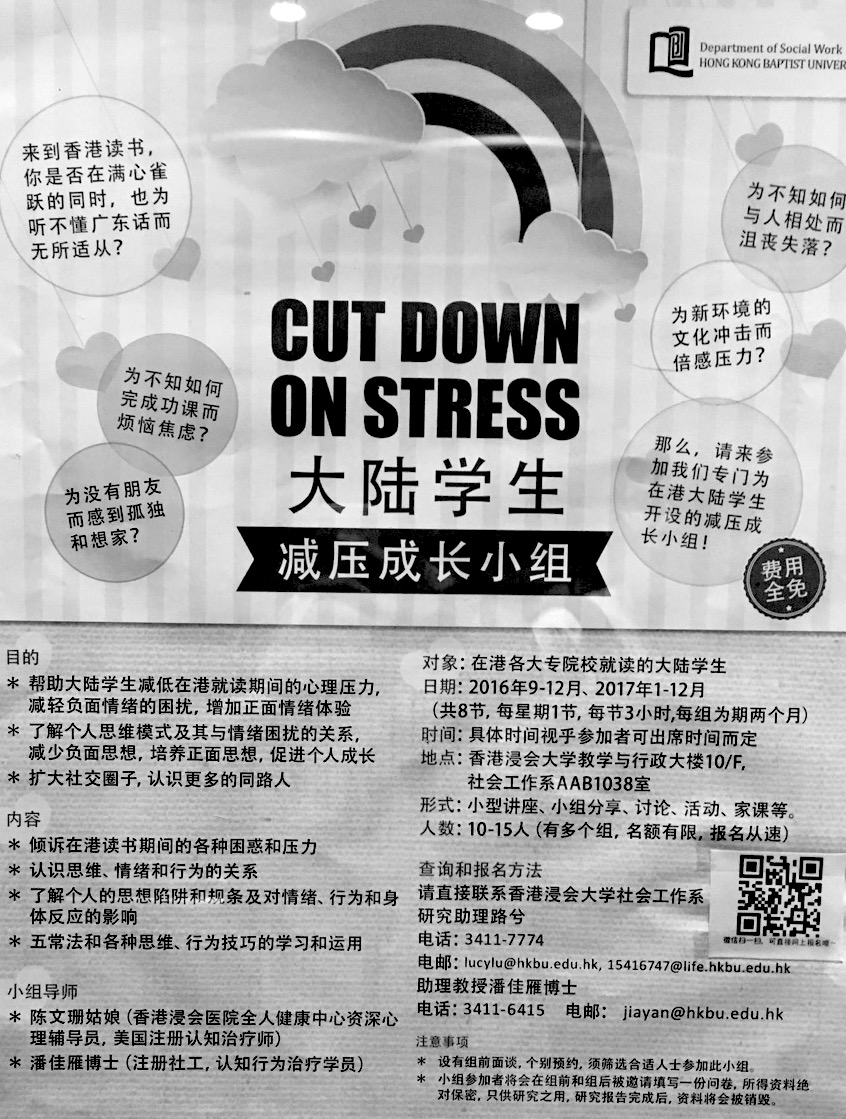 Department of Social Work
HONG KONG BAPTIST UNIVER
来到香港读书，
你是否在满心雀
跃的同时，也为
听不懂广东话而
无所适从？
为不知如何
与人相处而
沮丧失落？
为新环境的
文化冲击而
倍感压力？
为不知如何
完成功课而
烦恼焦虑？
为没有朋友
而感到孤独
和想家？
那么，请来参
加我们专门为
在港大陆学生
开设的减压成
长小组！
CUT DOWN
ON STRESS
大陆学生
减压成长小组
费用
全免
目的
* 帮助大陆学生减低在港就读期间的心理压力，
减轻负面情绪的困扰，增加正面情绪体验
* 了解个人思维模式及其与情绪困扰的关系，
减少负面思想，培养正面思想，促进个人成长
* 扩大社交圈子，认识更多的同路人
内容
* 倾诉在港读书期间的各种困惑和压力
* 认识思维、情绪和行为的关系
* 了解个人的思想陷阱和规条及对情绪、行为和身
体反应的影响
* 五常法和各种思维、行为技巧的学习和运用
小组导师
* 陈文珊姑娘（香港浸会医院全人健康中心资深心
理辅导员，美国注册认知治疗师）
* 潘佳雁博士（注册社工，认知行为治疗学员）
对象：在港各大专院校就读的大陆学生
日期：2016年9-12月、2017年1-12月
（共8节，每星期1节，每节3小时,每组为期两个月）
时间：具体时间视乎参加者可出席时间而定
地点：香港浸会大学教学与行政大楼10/F,
社会工作系AAB1038室
形式：小型讲座、小组分享、讨论、活动、家课等。
人数：10-15人（有多个组，名额有限，报名从速）
查询和报名方法
请直接联系香港浸会大学社会工作系
研究助理路兮
电话：3411-7774
电邮：lucylu@hkbu.edu.hk, 15416747@life.hkbu.edu.hk
助理教授潘佳雁博士
电话：3411-6415 电邮： jiayan@hkbu.edu.hk
微信扫一扫，可直接网上报名喔~
注意事项
* 设有组前面谈，个别预约，须筛选合适人士参加此小组。
* 小组参加者将会在组前和组后被邀请填写一份问卷，所得资料绝
对保密，只供研究之用，研究报告完成后，资料将会被销毁。